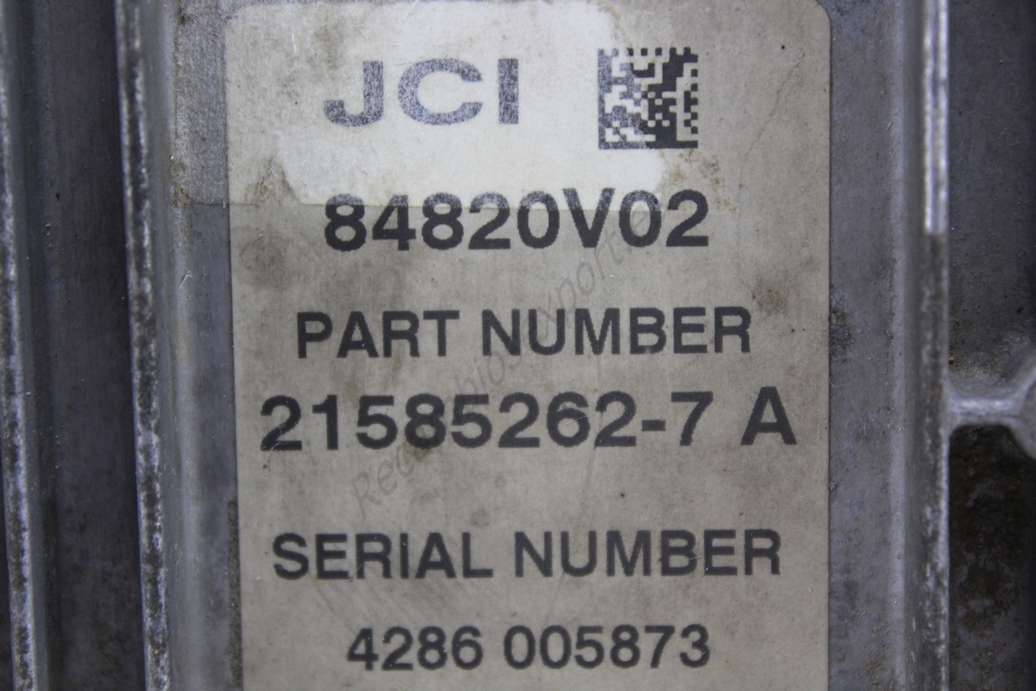 JCI
84820V02
PART NUMBER
21585262-7 A
SERIAL NUMBER
4286 005873